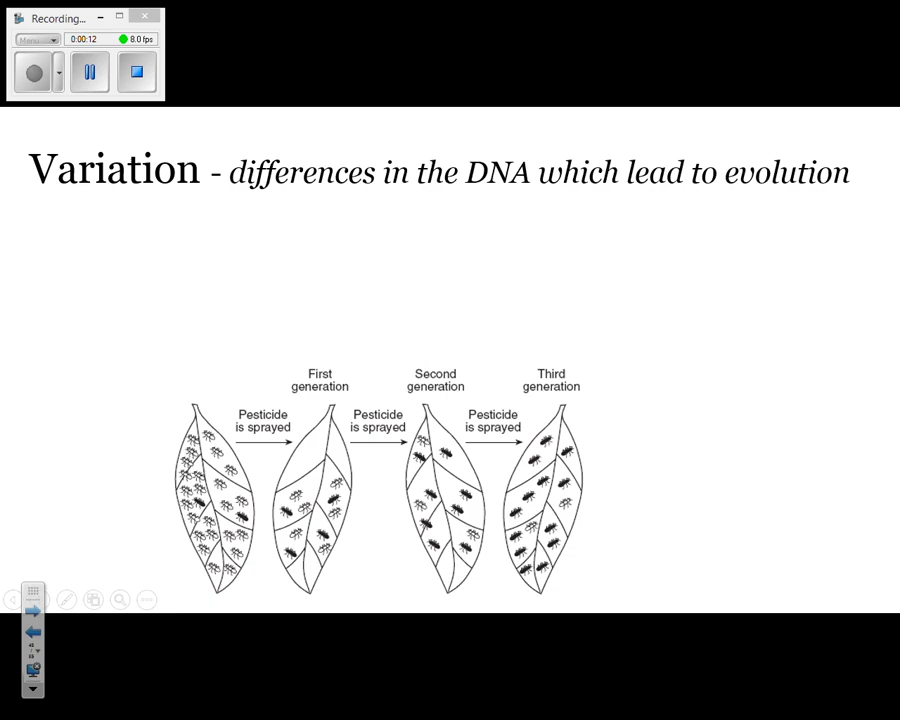 Recording...
Menu
0:00:12
8.0 fps
Variation - differences in the DNA which lead to evolution
First
generation
Second
generation
Third
generation
Pesticide
is sprayed
Pesticide
is sprayed
Pesticide
is sprayed